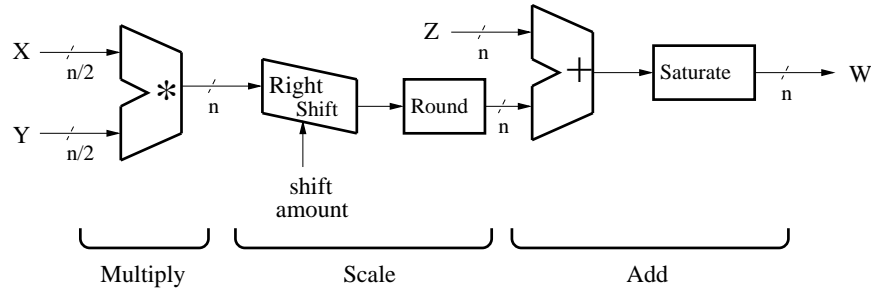 X
n/2
Y
n/2
*
n
Right
Shift
shift
amount
Round
n
Z
n
+
Saturate
n
W
Multiply
Scale
Add